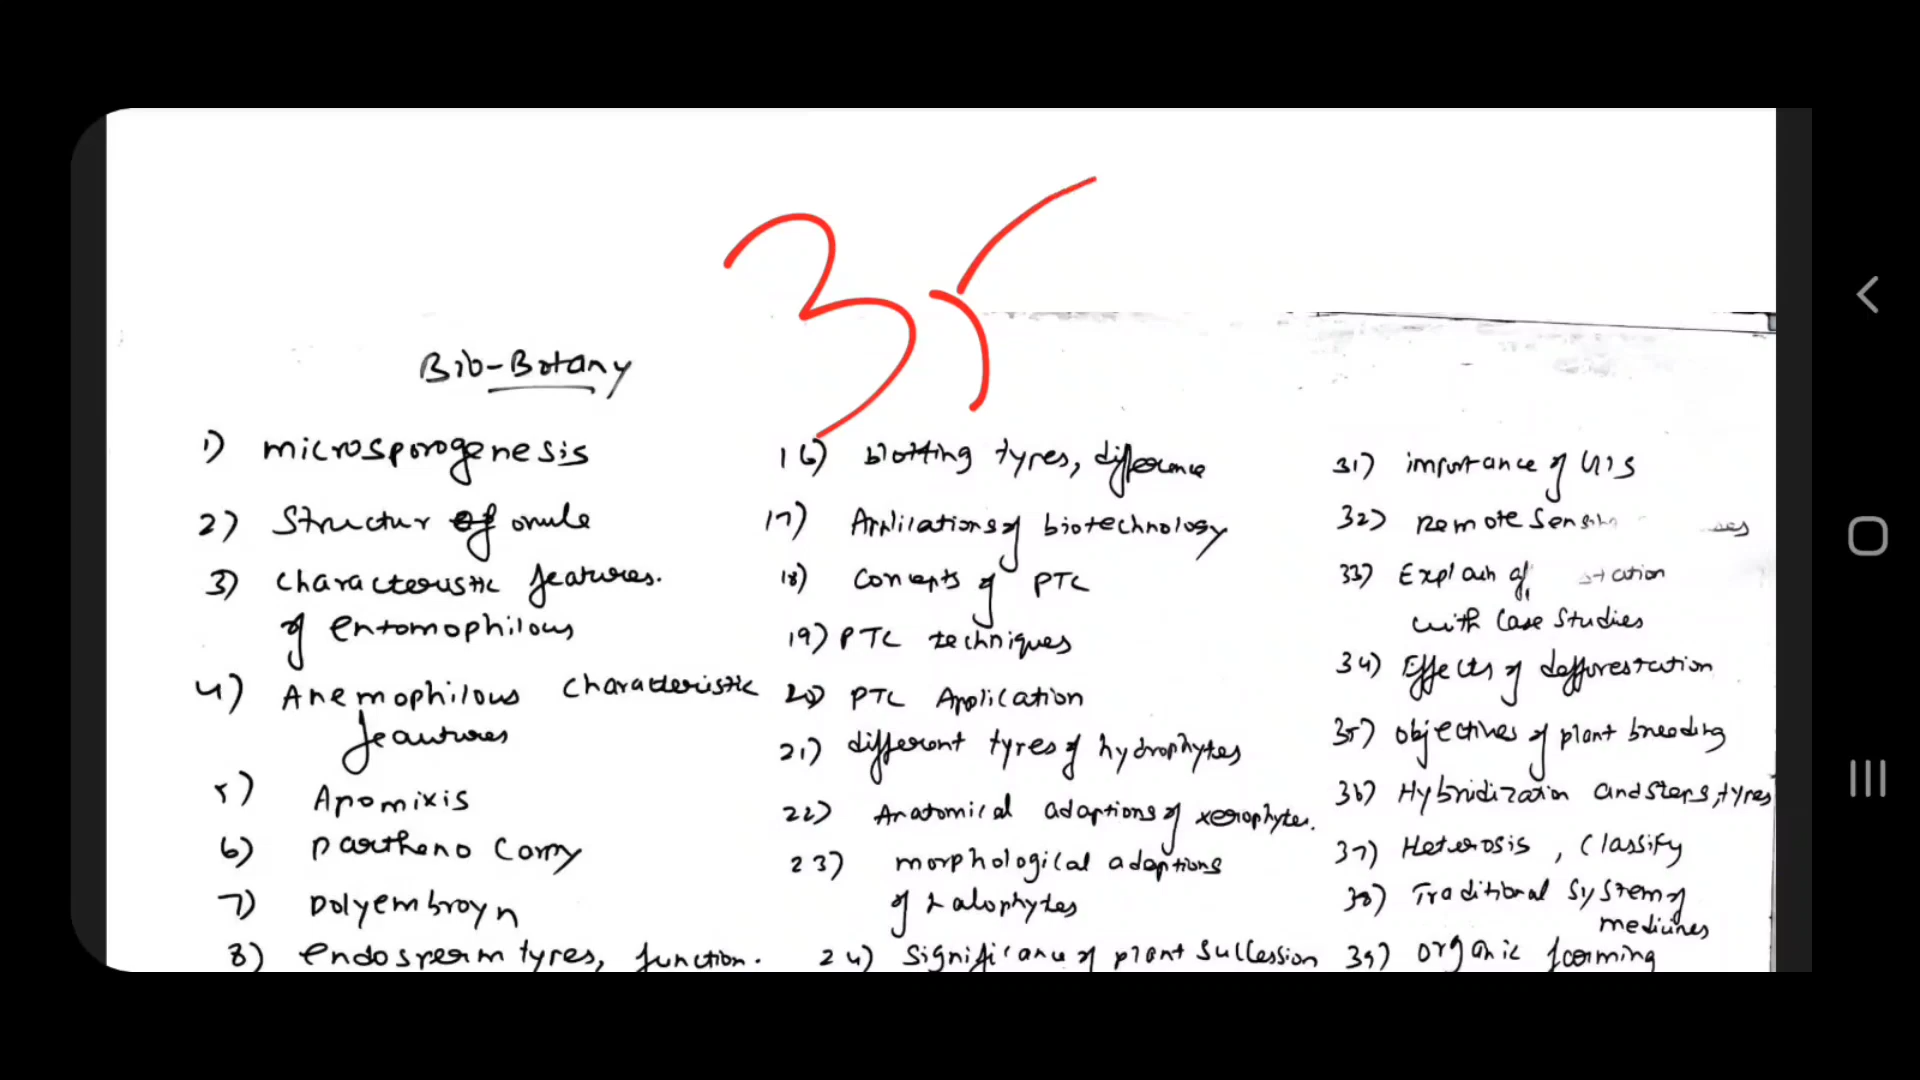 35
Bio-Botany
1) microsporogenesis
2) Structur of ovule
3) characteristic features.
of entomophilous
4) Anemophilous characteristic
feautures
5) Apomixis
6) partheno carpy
7) polyembroyn
8) endosperm types, function.
16) blotting types, difference
17) Applications of biotechnology
18) concepts of PTC
19) PTC techniques
20) PTC Application
21) different types of hydrophytes
22) Anatomical adaptions of xerophytes.
23) morphological adaptions
of halophytes
24) Significance of plant Succession
31) importance of GIS
32) Remote Sensing
33) Explain
with Case Studies
34) Effects of defforestation
35) objectives of plant breeding
36) Hybridization and steps, types
37) Heterosis, Classify
38) Traditional System of
medicines
39) organic farming